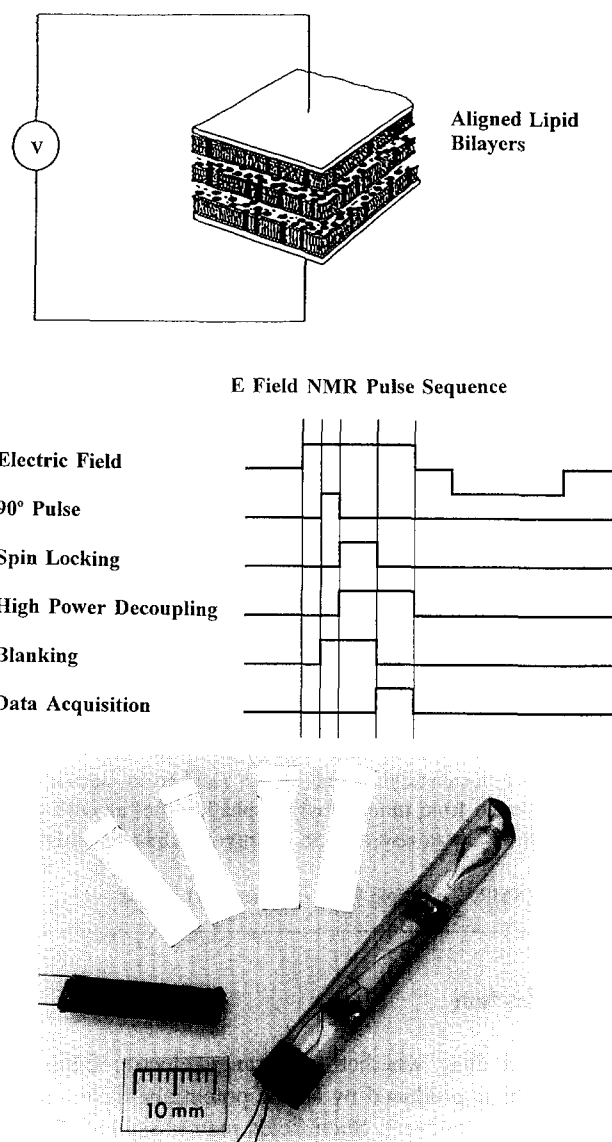 Aligned Lipid
Bilayers
V
E Field NMR Pulse Sequence
Electric Field
90º Pulse
Spin Locking
High Power Decoupling
Blanking
Data Acquisition
10 mm